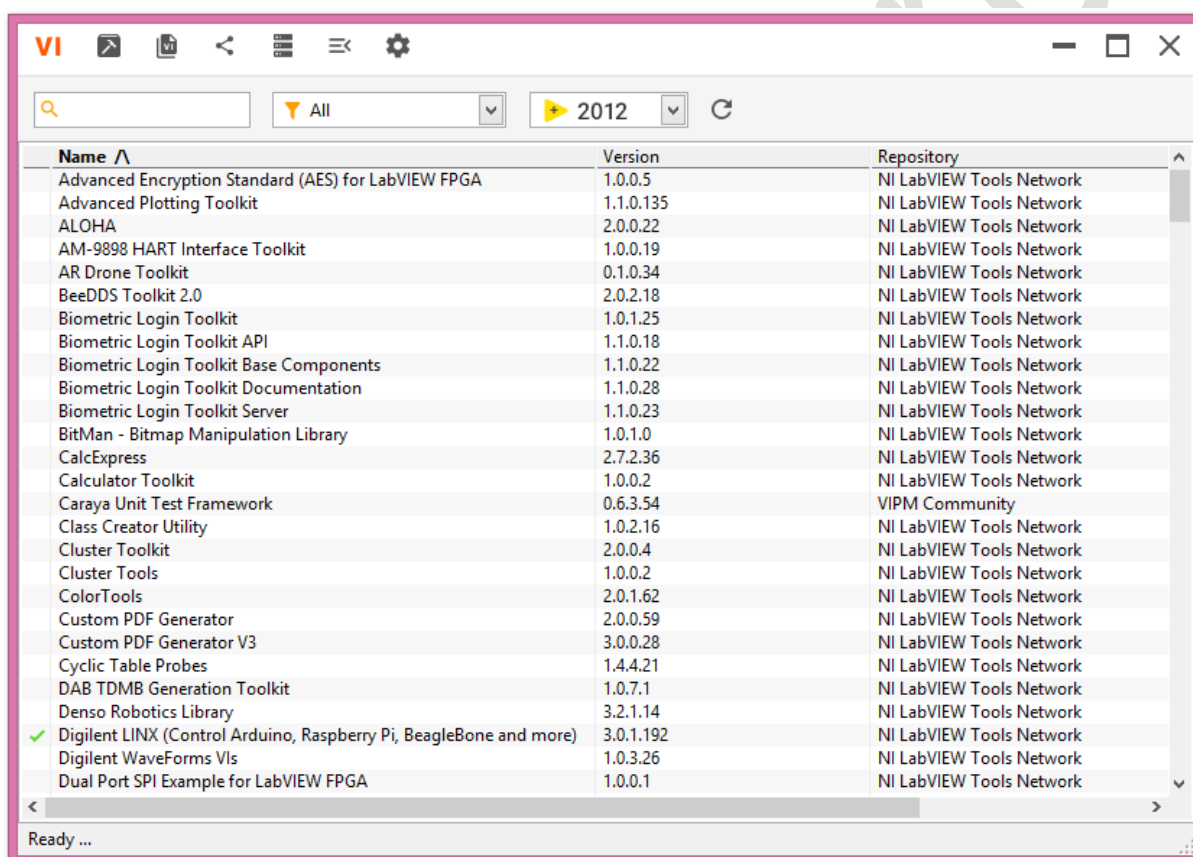 VI
All 2012
Name /\ Version Repository
Advanced Encryption Standard (AES) for LabVIEW FPGA 1.0.0.5 NI LabVIEW Tools Network
Advanced Plotting Toolkit 1.1.0.135 NI LabVIEW Tools Network
ALOHA 2.0.0.22 NI LabVIEW Tools Network
AM-9898 HART Interface Toolkit 1.0.0.19 NI LabVIEW Tools Network
AR Drone Toolkit 0.1.0.34 NI LabVIEW Tools Network
BeeDDS Toolkit 2.0 2.0.2.18 NI LabVIEW Tools Network
Biometric Login Toolkit 1.0.1.25 NI LabVIEW Tools Network
Biometric Login Toolkit API 1.1.0.18 NI LabVIEW Tools Network
Biometric Login Toolkit Base Components 1.1.0.22 NI LabVIEW Tools Network
Biometric Login Toolkit Documentation 1.1.0.28 NI LabVIEW Tools Network
Biometric Login Toolkit Server 1.1.0.23 NI LabVIEW Tools Network
BitMan - Bitmap Manipulation Library 1.0.1.0 NI LabVIEW Tools Network
CalcExpress 2.7.2.36 NI LabVIEW Tools Network
Calculator Toolkit 1.0.0.2 NI LabVIEW Tools Network
Caraya Unit Test Framework 0.6.3.54 VIPM Community
Class Creator Utility 1.0.2.16 NI LabVIEW Tools Network
Cluster Toolkit 2.0.0.4 NI LabVIEW Tools Network
Cluster Tools 1.0.0.2 NI LabVIEW Tools Network
ColorTools 2.0.1.62 NI LabVIEW Tools Network
Custom PDF Generator 2.0.0.59 NI LabVIEW Tools Network
Custom PDF Generator V3 3.0.0.28 NI LabVIEW Tools Network
Cyclic Table Probes 1.4.4.21 NI LabVIEW Tools Network
DAB TDMB Generation Toolkit 1.0.7.1 NI LabVIEW Tools Network
Denso Robotics Library 3.2.1.14 NI LabVIEW Tools Network
Digilent LINX (Control Arduino, Raspberry Pi, BeagleBone and more) 3.0.1.192 NI LabVIEW Tools Network
Digilent WaveForms VIs 1.0.3.26 NI LabVIEW Tools Network
Dual Port SPI Example for LabVIEW FPGA 1.0.0.1 NI LabVIEW Tools Network
Ready ...